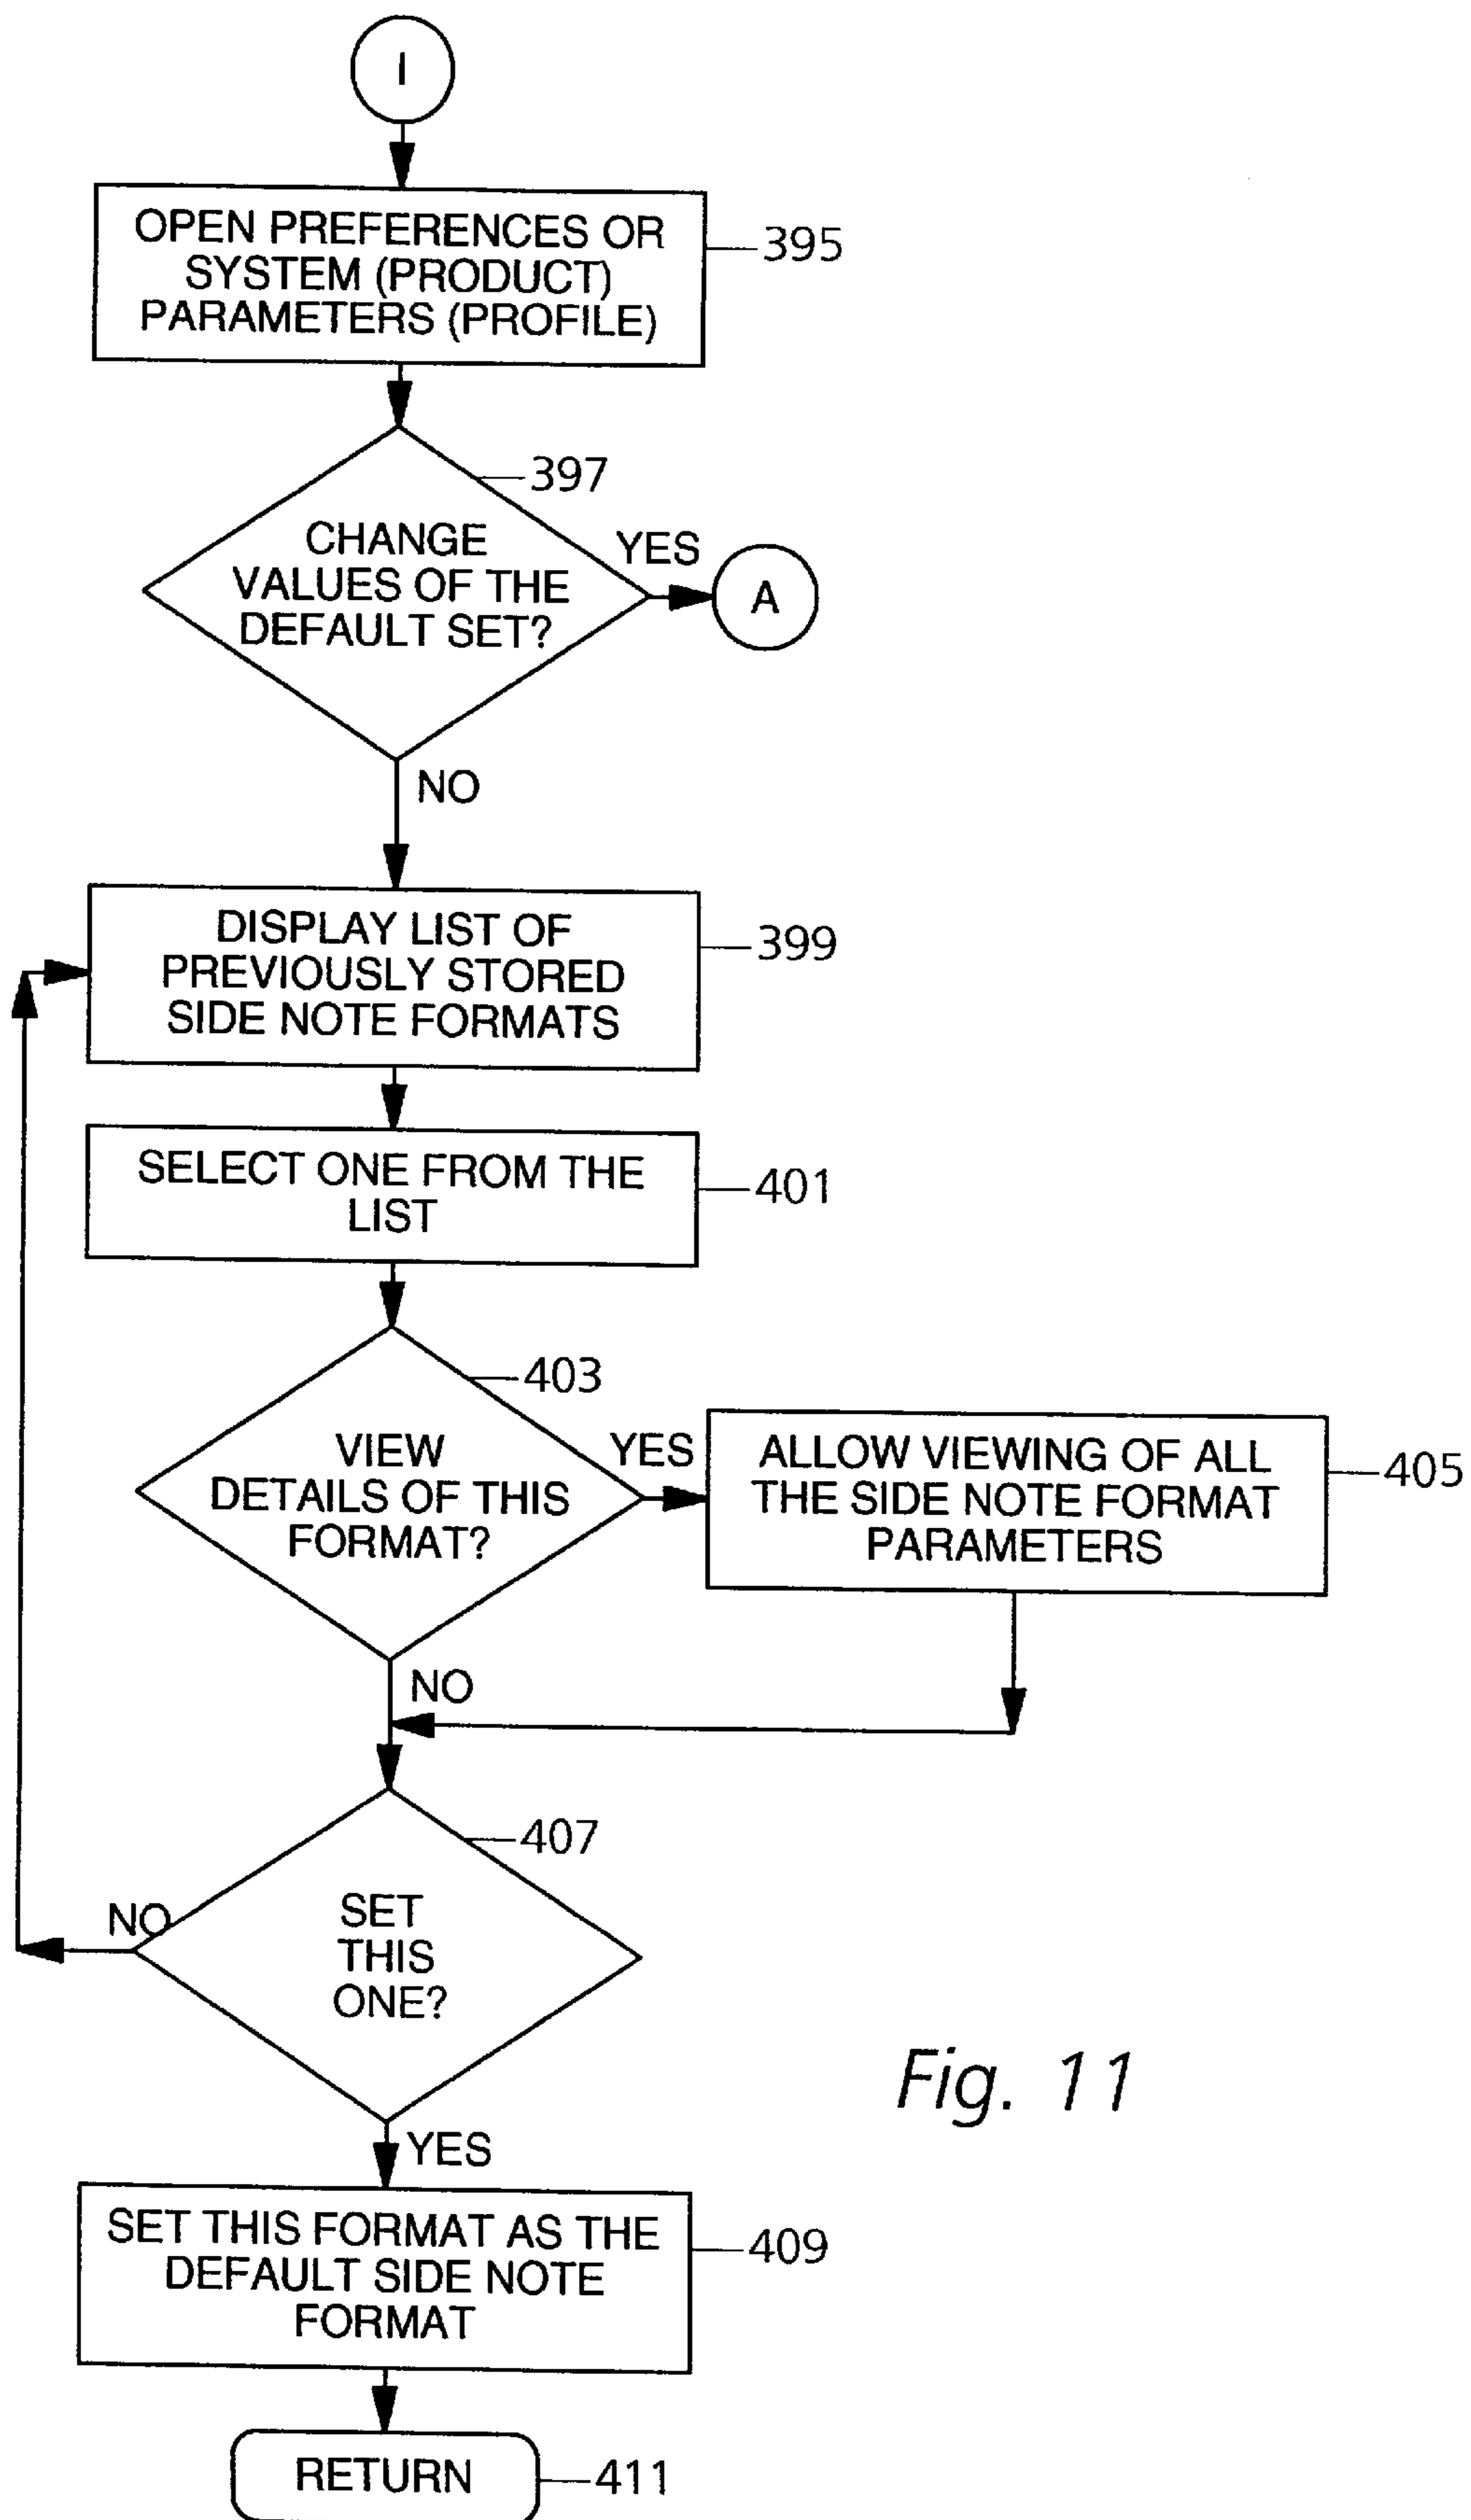 I
OPEN PREFERENCES OR
SYSTEM (PRODUCT)
PARAMETERS (PROFILE)
395
397
CHANGE
VALUES OF THE
DEFAULT SET?
YES
A
NO
DISPLAY LIST OF
PREVIOUSLY STORED
SIDE NOTE FORMATS
399
SELECT ONE FROM THE
LIST
401
403
VIEW
DETAILS OF THIS
FORMAT?
YES
ALLOW VIEWING OF ALL
THE SIDE NOTE FORMAT
PARAMETERS
405
NO
407
SET
THIS
ONE?
NO
YES
Fig. 11
SET THIS FORMAT AS THE
DEFAULT SIDE NOTE
FORMAT
409
RETURN
411